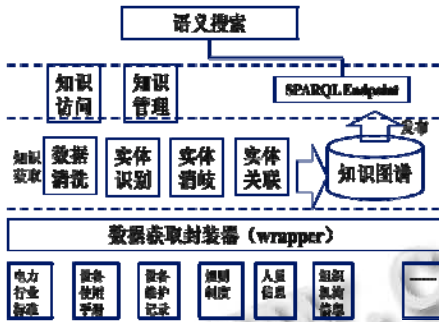 语义搜索
知识
访问
知识
管理
SPARQL Endpoint
发布
知识
获取
数据
清洗
实体
识别
实体
消歧
实体
关联
知识图谱
数据获取封装器（wrapper）
电力
行业
标准
设备
使用
手册
设备
维护
记录
规则
制度
人员
信息
组织
机构
信息
........